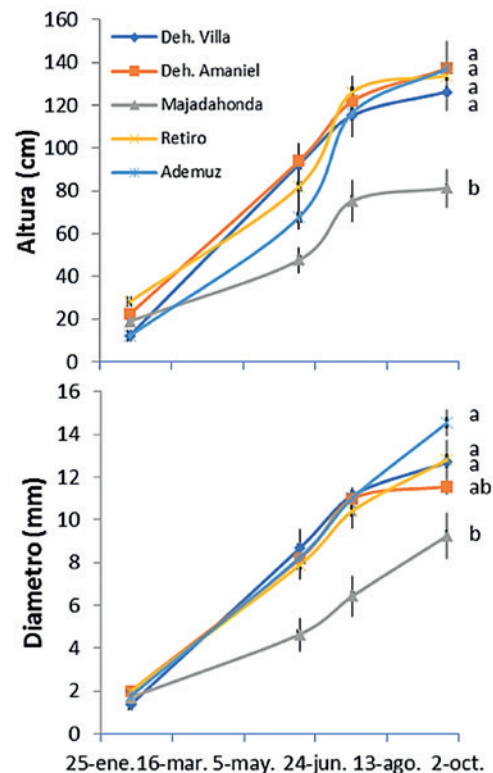 160
140
120
100
80
60
40
20
0
Altura (cm)
Deh. Villa
Deh. Amaniel
Majadahonda
Retiro
Ademuz
a
a
a
a
b
16
14
12
10
8
6
4
2
0
Diametro (mm)
a
a
a
ab
b
25-ene. 16-mar. 5-may. 24-jun. 13-ago. 2-oct.